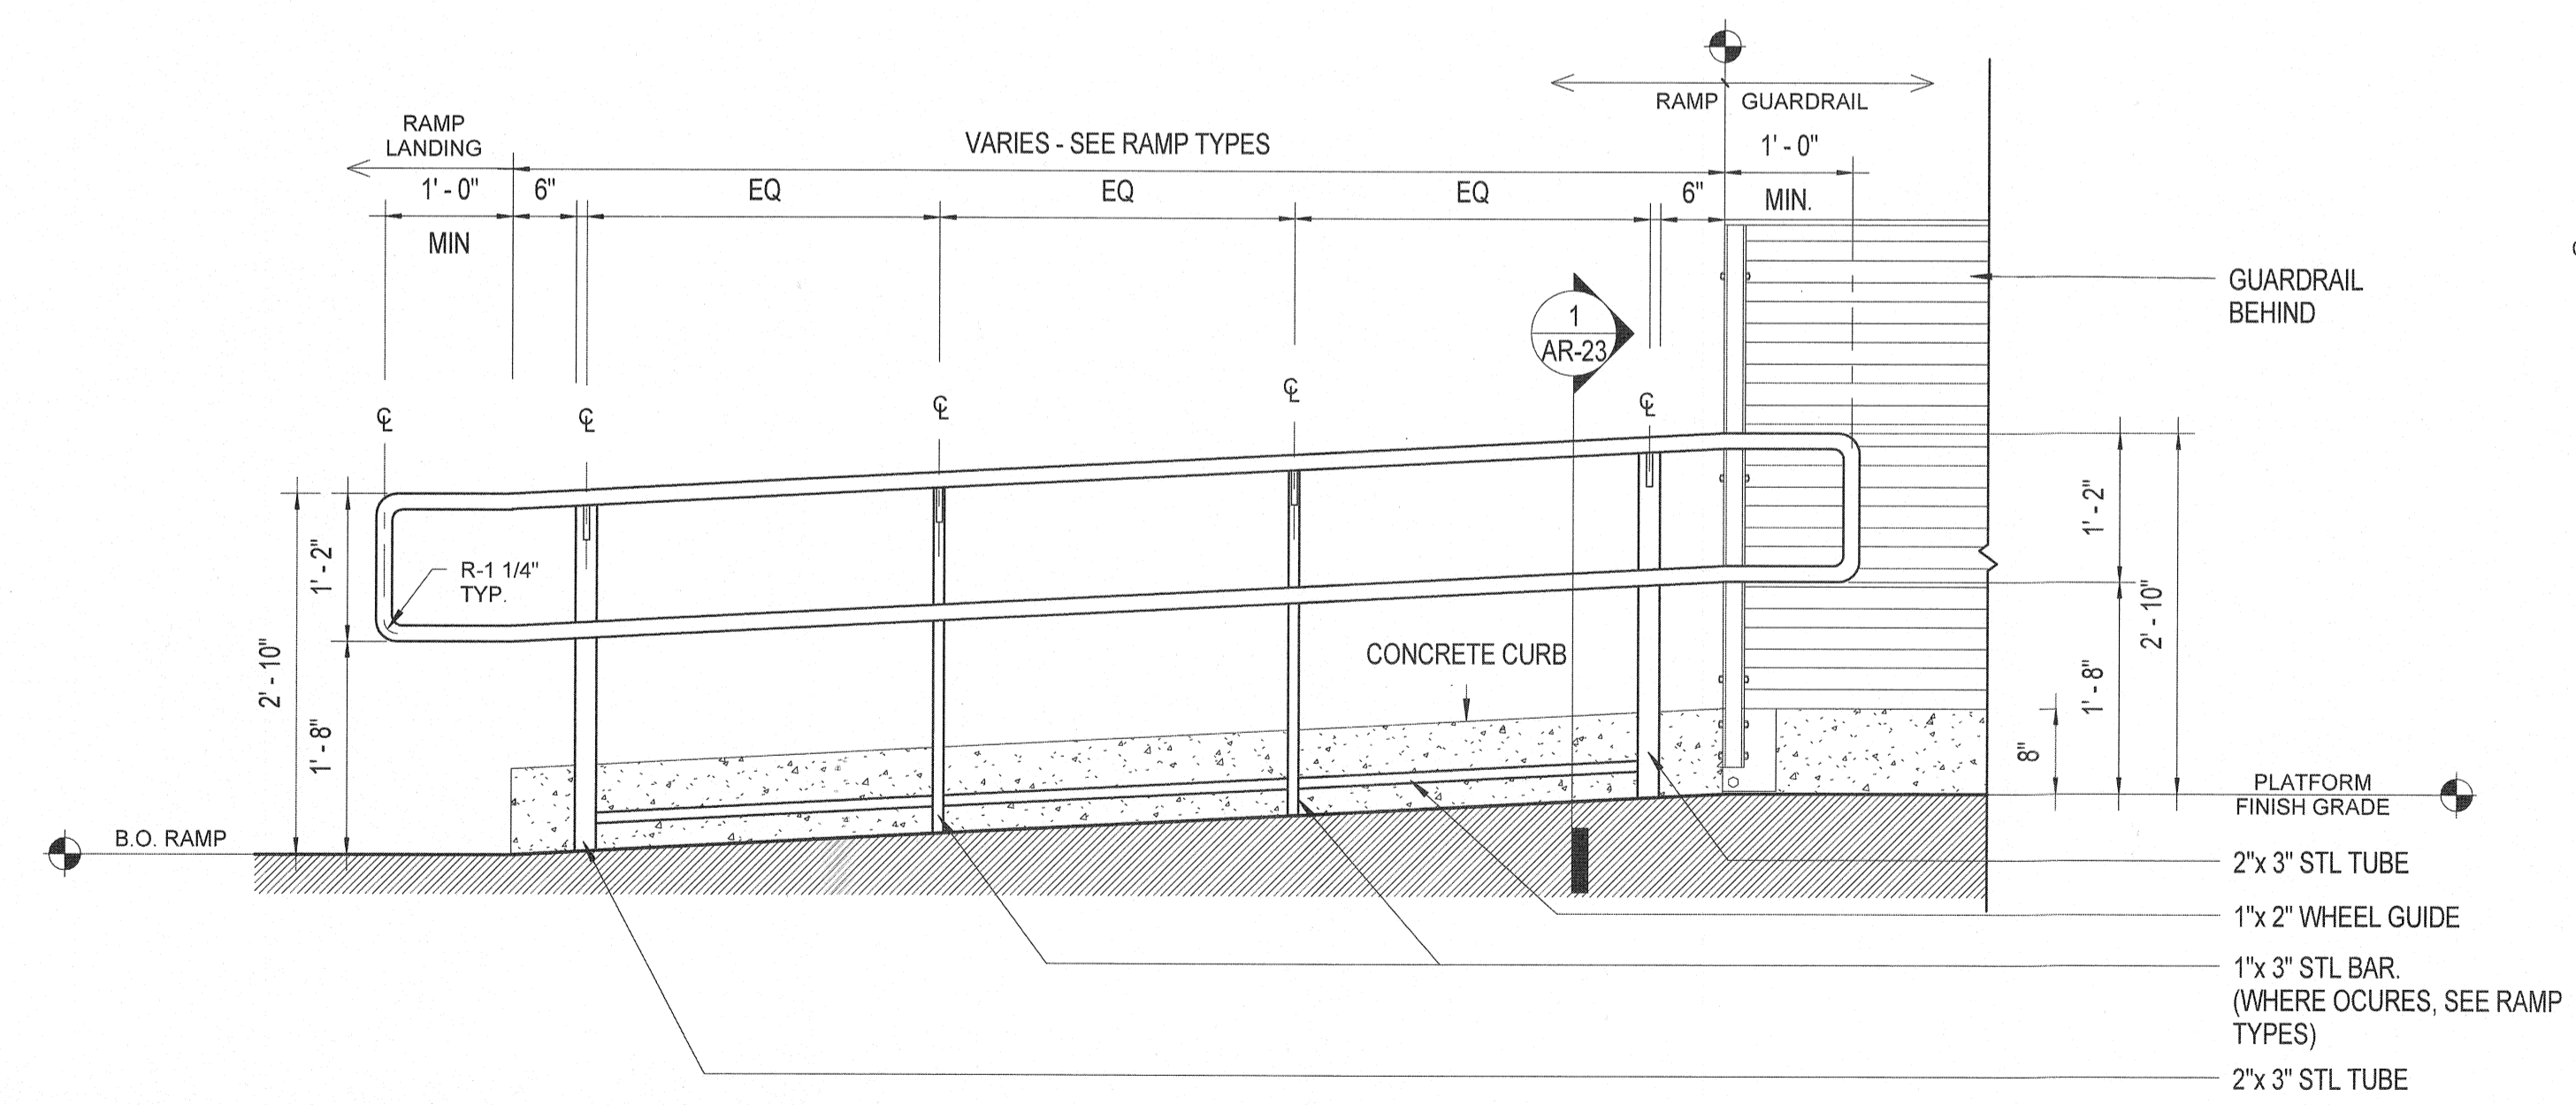 RAMP GUARDRAIL
RAMP
LANDING
VARIES - SEE RAMP TYPES
1' - 0"
1' - 0"
6"
EQ
EQ
EQ
6"
MIN.
MIN
GUARDRAIL
BEHIND
1
AR-23
℄
℄
℄
℄
℄
1' - 2"
1' - 2"
R-1 1/4"
TYP.
2' - 10"
2' - 10"
CONCRETE CURB
1' - 8"
1' - 8"
8"
PLATFORM
FINISH GRADE
B.O. RAMP
2"x 3" STL TUBE
1"x 2" WHEEL GUIDE
1"x 3" STL BAR.
(WHERE OCURES, SEE RAMP
TYPES)
2"x 3" STL TUBE